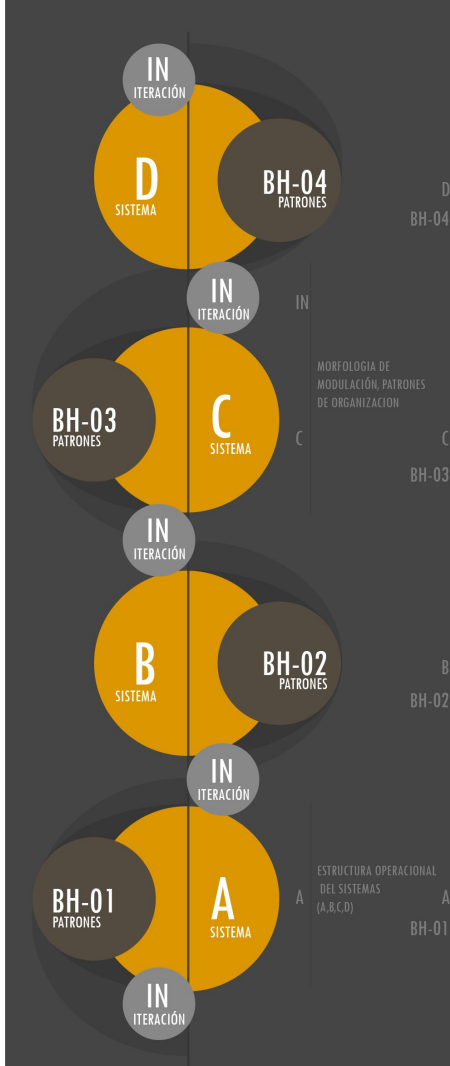 IN
ITERACIÓN
D
SISTEMA
BH-04
PATRONES
D
BH-04
IN
ITERACIÓN
IN
MORFOLOGIA DE
MODULACIÓN, PATRONES
DE ORGANIZACION
BH-03
PATRONES
C
SISTEMA
C
C
BH-03
IN
ITERACIÓN
B
SISTEMA
BH-02
PATRONES
B
BH-02
IN
ITERACIÓN
ESTRUCTURA OPERACIONAL
DEL SISTEMAS
(A,B,C,D)
BH-01
PATRONES
A
SISTEMA
A
A
BH-01
IN
ITERACIÓN